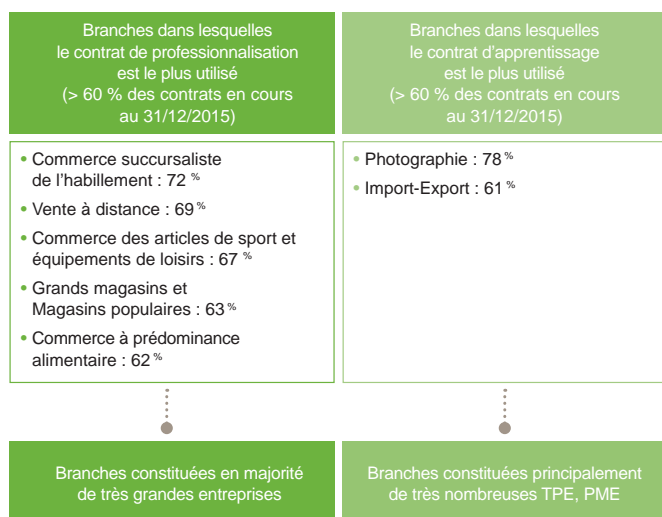 Branches dans lesquelles
le contrat de professionnalisation
est le plus utilisé
(> 60 % des contrats en cours
au 31/12/2015)
• Commerce succursaliste
de l'habillement : 72 %
• Vente à distance : 69 %
• Commerce des articles de sport et
équipements de loisirs : 67 %
• Grands magasins et
Magasins populaires : 63 %
• Commerce à prédominance
alimentaire : 62 %
Branches constituées en majorité
de très grandes entreprises
Branches dans lesquelles
le contrat d'apprentissage
est le plus utilisé
(> 60 % des contrats en cours
au 31/12/2015)
• Photographie : 78 %
• Import-Export : 61 %
Branches constituées principalement
de très nombreuses TPE, PME